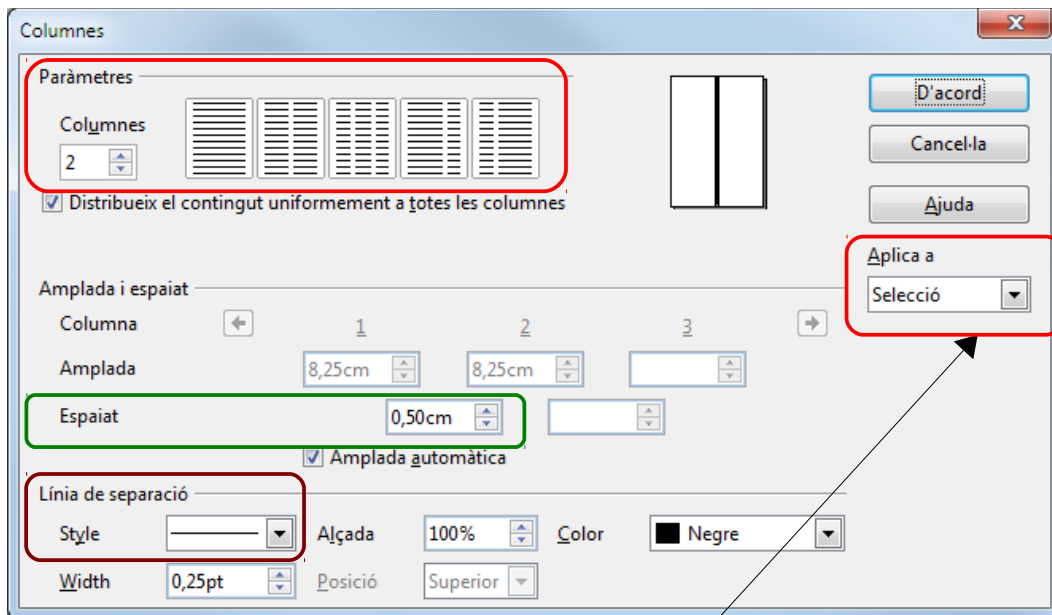 Columnes
Paràmetres
Columnes
2
Distribueix el contingut uniformement a totes les columnes
D'acord
Cancel·la
Ajuda
Aplica a
Selecció
Amplada i espaiat
Columna 1 2 3
Amplada 8,25cm 8,25cm
Espaiat 0,50cm
Amplada automàtica
Línia de separació
Style Alçada 100% Color Negre
Width 0,25pt Posició Superior